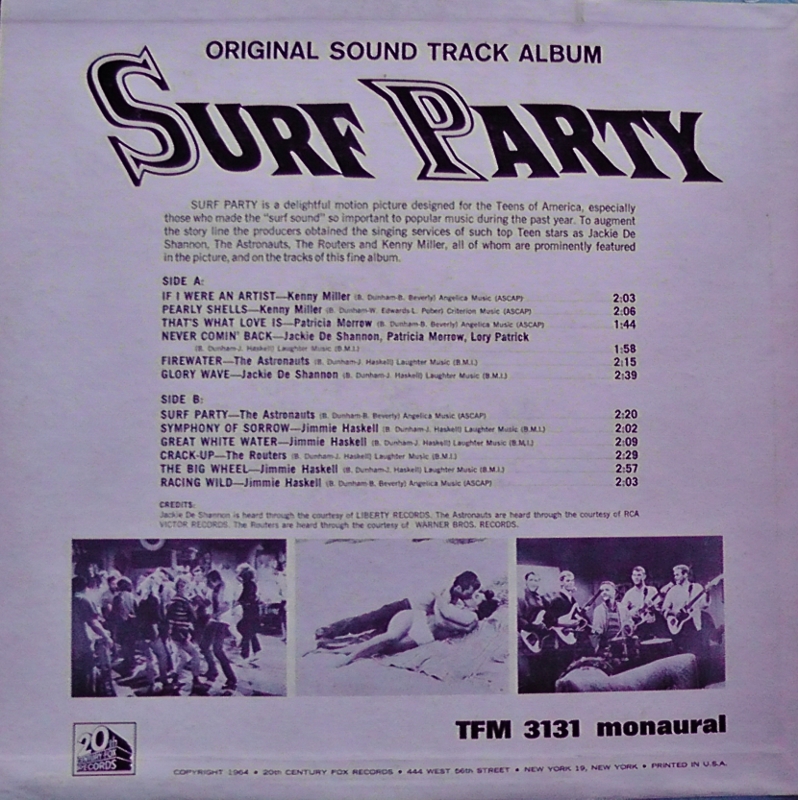 ORIGINAL SOUND TRACK ALBUM
SURF PARTY
SURF PARTY is a delightful motion picture designed for the Teens of America, especially
those who made the "surf sound" so important to popular music during the past year. To augment
the story line the producers obtained the singing services of such top Teen stars as Jackie De
Shannon, The Astronauts, The Routers and Kenny Miller, all of whom are prominently featured
in the picture, and on the tracks of this fine album.
SIDE A:
IF I WERE AN ARTIST—Kenny Miller (B. Dunham-B. Beverly) Angelica Music (ASCAP) 2:03
PEARLY SHELLS—Kenny Miller (B. Dunham-W. Edwards-L. Pober) Criterion Music (ASCAP) 2:06
THAT'S WHAT LOVE IS—Patricia Morrow (B. Dunham-B. Beverly) Angelica Music (ASCAP) 1:44
NEVER COMIN' BACK—Jackie De Shannon, Patricia Morrow, Lory Patrick
(B. Dunham-J. Haskell) Laughter Music (B.M.I.) 1:58
FIREWATER—The Astronauts (B. Dunham-J. Haskell) Laughter Music (B.M.I.) 2:15
GLORY WAVE—Jackie De Shannon (B. Dunham-J. Haskell) Laughter Music (B.M.I.) 2:39
SIDE B:
SURF PARTY—The Astronauts (B. Dunham-B. Beverly) Angelica Music (ASCAP) 2:20
SYMPHONY OF SORROW—Jimmie Haskell (B. Dunham-J. Haskell) Laughter Music (B.M.I.) 2:02
GREAT WHITE WATER—Jimmie Haskell (B. Dunham-J. Haskell) Laughter Music (B.M.I.) 2:09
CRACK-UP—The Routers (B. Dunham-J. Haskell) Laughter Music (B.M.I.) 2:29
THE BIG WHEEL—Jimmie Haskell (B. Dunham-J. Haskell) Laughter Music (B.M.I.) 2:57
RACING WILD—Jimmie Haskell (B. Dunham-B. Beverly) Angelica Music (ASCAP) 2:03
CREDITS:
Jackie De Shannon is heard through the courtesy of LIBERTY RECORDS. The Astronauts are heard through the courtesy of RCA
VICTOR RECORDS. The Routers are heard through the courtesy of WARNER BROS. RECORDS.
TFM 3131 monaural
20th
CENTURY FOX
RECORDS
COPYRIGHT 1964 • 20th CENTURY FOX RECORDS • 444 WEST 56th STREET • NEW YORK 19, NEW YORK • PRINTED IN U.S.A.